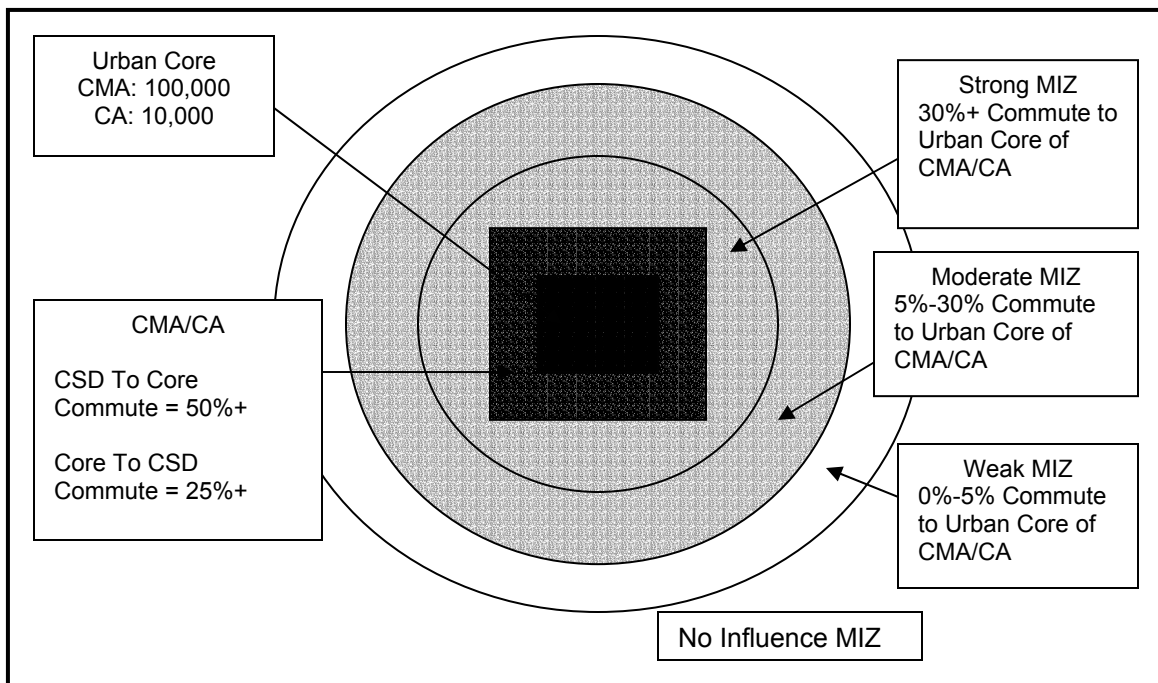 Urban Core
CMA: 100,000
CA: 10,000
CMA/CA
CSD To Core
Commute = 50%+
Core To CSD
Commute = 25%+
Strong MIZ
30%+ Commute to
Urban Core of
CMA/CA
Moderate MIZ
5%-30% Commute
to Urban Core of
CMA/CA
Weak MIZ
0%-5% Commute
to Urban Core of
CMA/CA
No Influence MIZ